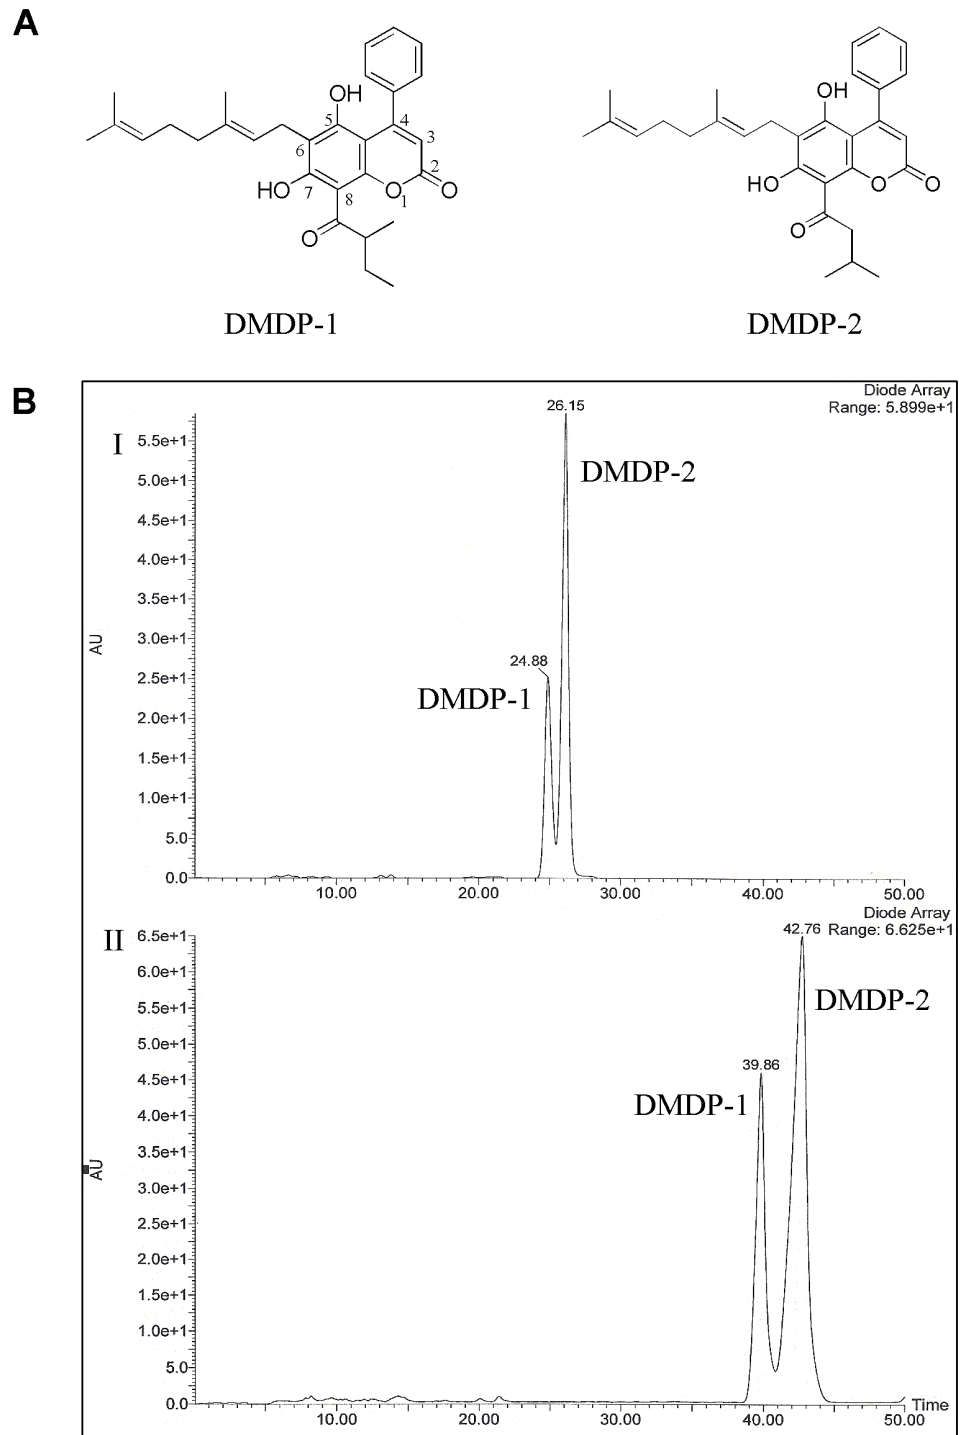 A
OH
5
4
3
6
2
HO
7
8
O
1
O
O
DMDP-1
OH
HO
O
O
O
DMDP-2
B
Diode Array
Range: 5.899e+1
26.15
I
DMDP-2
5.5e+1
5.0e+1
4.5e+1
4.0e+1
3.5e+1
3.0e+1
AU
24.88
2.5e+1
DMDP-1
2.0e+1
1.5e+1
1.0e+1
5.0
0.0
10.00 20.00 30.00 40.00 50.00
Diode Array
II
42.76 Range: 6.625e+1
6.5e+1
6.0e+1
DMDP-2
5.5e+1
5.0e+1
39.86
4.5e+1
DMDP-1
4.0e+1
3.5e+1
AU
3.0e+1
2.5e+1
2.0e+1
1.5e+1
1.0e+1
5.0
0.0
Time
10.00 20.00 30.00 40.00 50.00